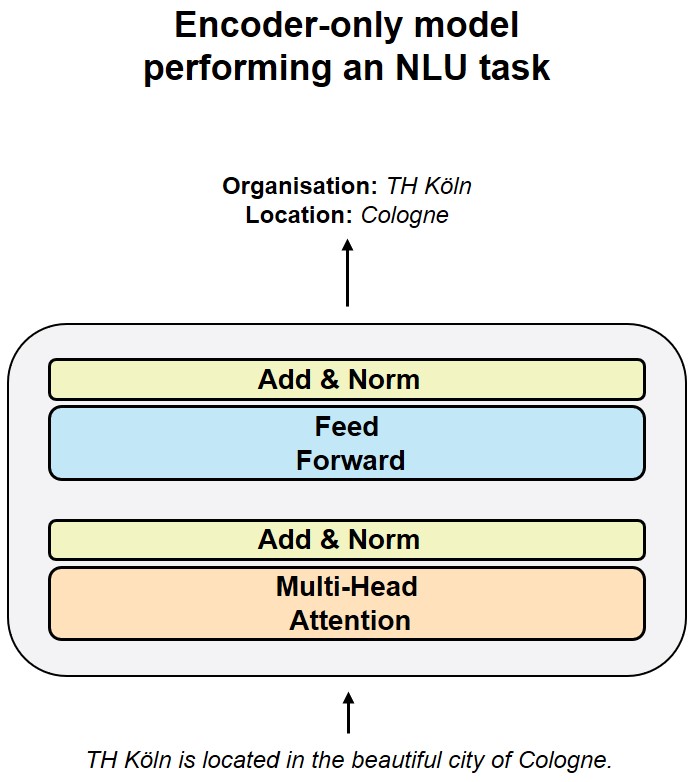 Encoder-only model
performing an NLU task
Organisation: TH Köln
Location: Cologne
Add & Norm
Feed
Forward
Add & Norm
Multi-Head
Attention
TH Köln is located in the beautiful city of Cologne.